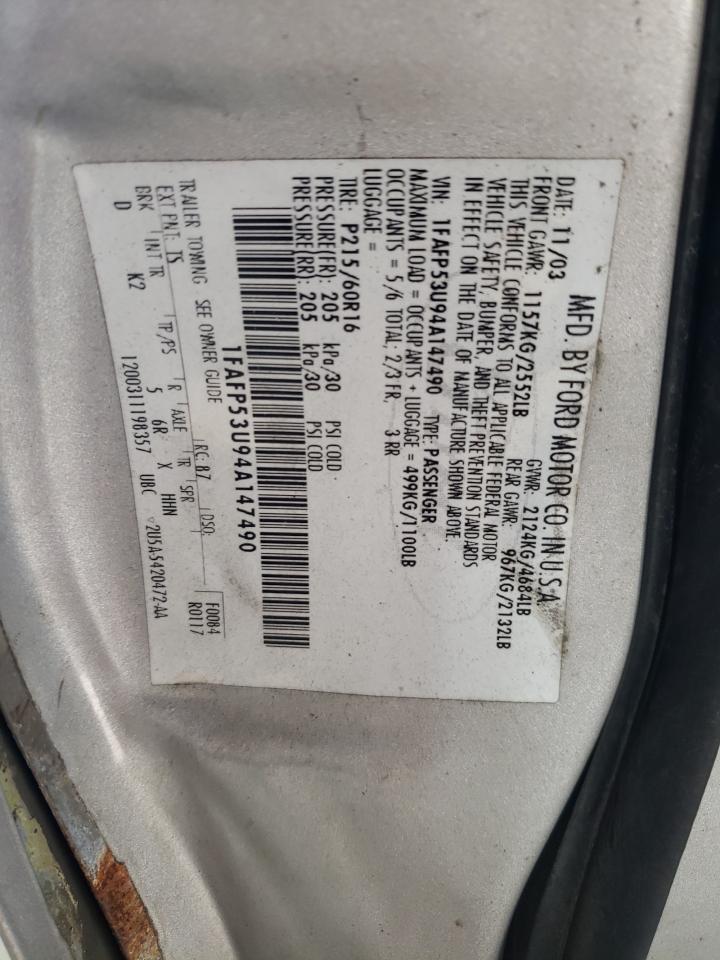 MFD. BY FORD MOTOR CO. IN U.S.A.
DATE: 11/03 GVWR: 2124KG/4684LB
FRONT GAWR: 1157KG/2552LB REAR GAWR: 967KG/2132LB
THIS VEHICLE CONFORMS TO ALL APPLICABLE FEDERAL MOTOR
VEHICLE SAFETY, BUMPER, AND THEFT PREVENTION STANDARDS
IN EFFECT ON THE DATE OF MANUFACTURE SHOWN ABOVE.
VIN: 1FAFP53U94A147490 TYPE: PASSENGER
MAXIMUM LOAD = OCCUPANTS + LUGGAGE = 499KG/1100LB
OCCUPANTS = 5/6 TOTAL: 2/3 FR, 3 RR
LUGGAGE =
TIRE: P215/60R16
PRESSURE(FR): 205 kPa/30 PSI COLD
PRESSURE(RR): 205 kPa/30 PSI COLD
1FAFP53U94A147490
TRAILER TOWING SEE OWNER GUIDE
EXT PNT: TS RC: 87 DSO: F0084
BRK INT TR TP/PS R AXLE TR SPR R0117
D K2 5 6R X HHN
12003111198357 UBC 2U5A-5420472-AA